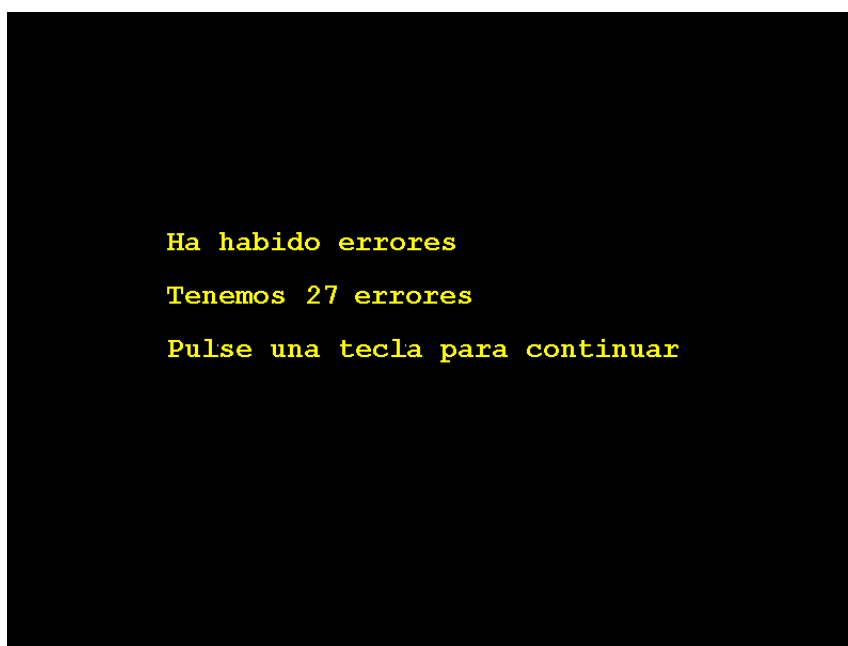 Ha habido errores
Tenemos 27 errores
Pulse una tecla para continuar